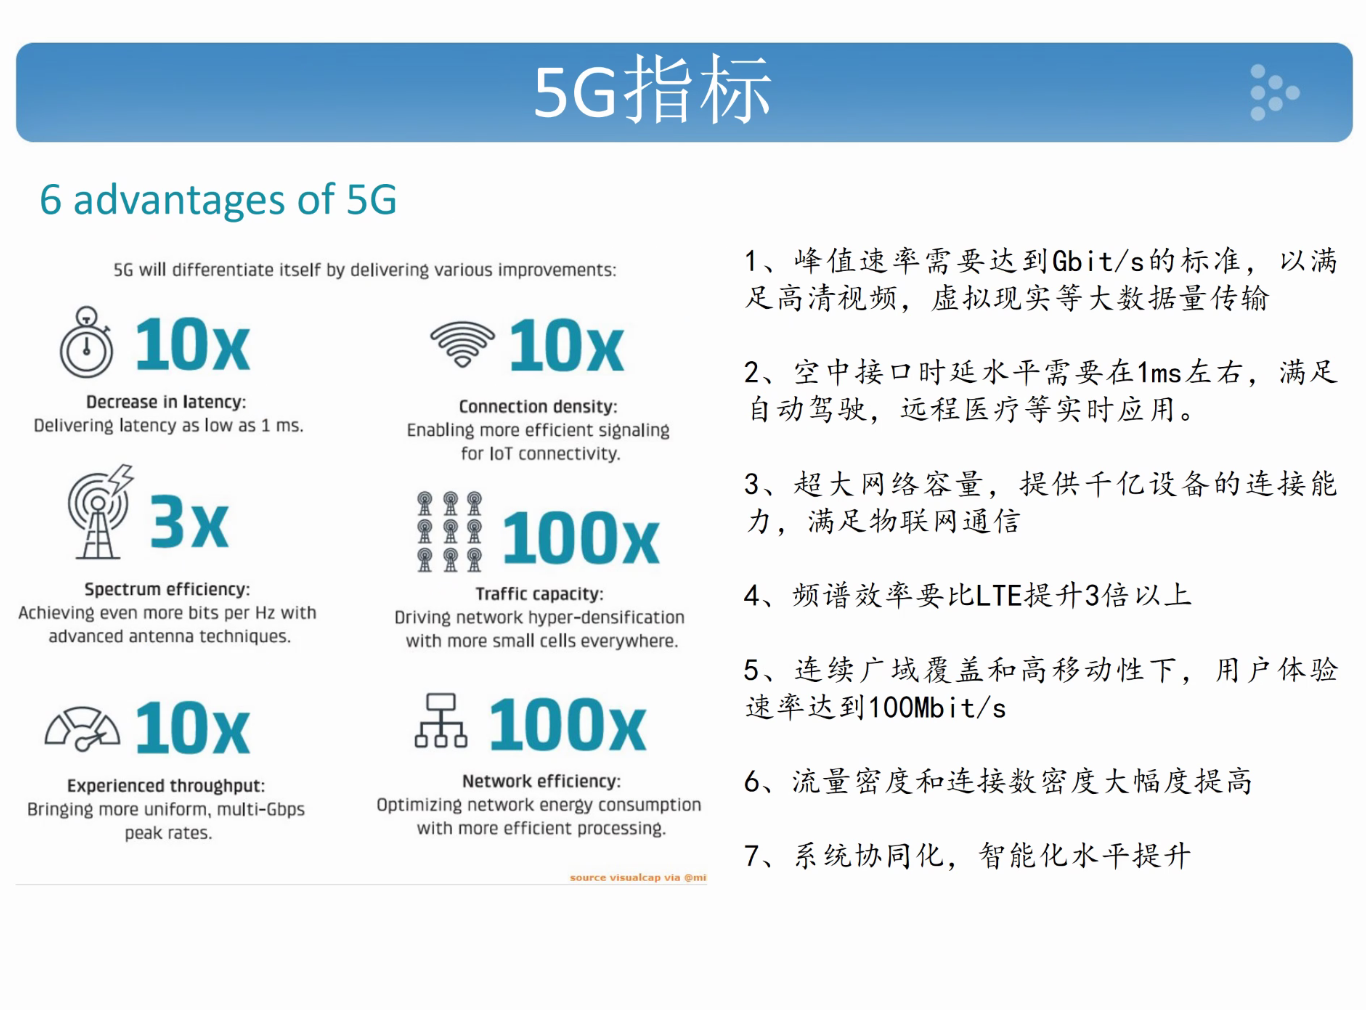 5G指标
6 advantages of 5G
5G will differentiate itself by delivering various improvements:
10x
Decrease in latency:
Delivering latency as low as 1 ms.
10x
Connection density:
Enabling more efficient signaling
for IoT connectivity.
3x
Spectrum efficiency:
Achieving even more bits per Hz with
advanced antenna techniques.
100x
Traffic capacity:
Driving network hyper-densification
with more small cells everywhere.
10x
Experienced throughput:
Bringing more uniform, multi-Gbps
peak rates.
100x
Network efficiency:
Optimizing network energy consumption
with more efficient processing.
source visualcap via @mi
1、峰值速率需要达到Gbit/s的标准，以满
足高清视频，虚拟现实等大数据量传输
2、空中接口时延水平需要在1ms左右，满足
自动驾驶，远程医疗等实时应用。
3、超大网络容量，提供千亿设备的连接能
力，满足物联网通信
4、频谱效率要比LTE提升3倍以上
5、连续广域覆盖和高移动性下，用户体验
速率达到100Mbit/s
6、流量密度和连接数密度大幅度提高
7、系统协同化，智能化水平提升